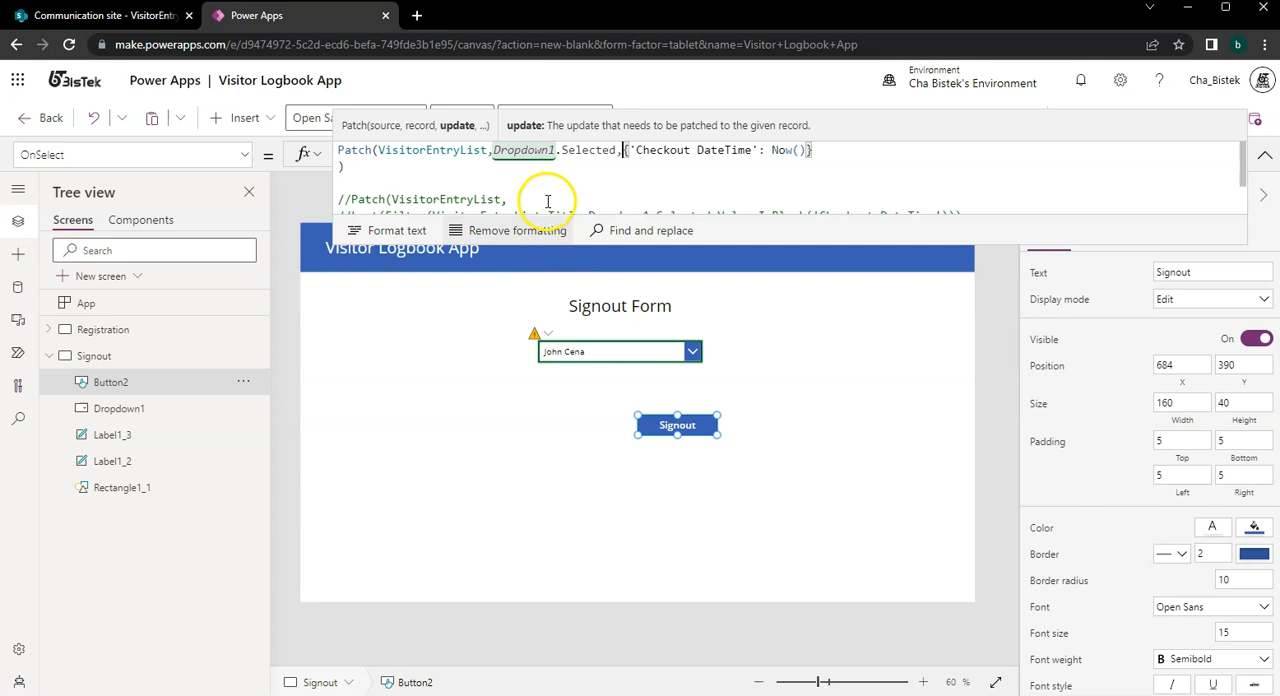 Communication site - VisitorEntry
Power Apps
make.powerapps.com/e/d9474972-5c2d-ecd6-befa-749fde3b1e95/canvas/?action=new-blank&form-factor=tablet&name=Visitor+Logbook+App
b
BisTek
Power Apps | Visitor Logbook App
Environment
Cha Bistek's Environment
Cha_Bistek
Back
Insert
Open Sa
Patch(source, record, update, ...)
update: The update that needs to be patched to the given record.
OnSelect
=
fx
Patch(VisitorEntryList,Dropdown1.Selected,{'Checkout DateTime': Now()}
)
//Patch(VisitorEntryList,
Format text
Remove formatting
Find and replace
Tree view
Screens
Components
Search
New screen
App
Registration
Signout
Button2
Dropdown1
Label1_3
Label1_2
Rectangle1_1
Visitor Logbook App
Signout Form
John Cena
Signout
Text
Signout
Display mode
Edit
Visible
On
Position
684
390
X
Y
Size
160
40
Width
Height
Padding
5
5
Top
Bottom
5
5
Left
Right
Color
A
Border
2
Border radius
10
Font
Open Sans
Font size
15
Font weight
B Semibold
Font style
/
U
abc
Signout
Button2
60 %